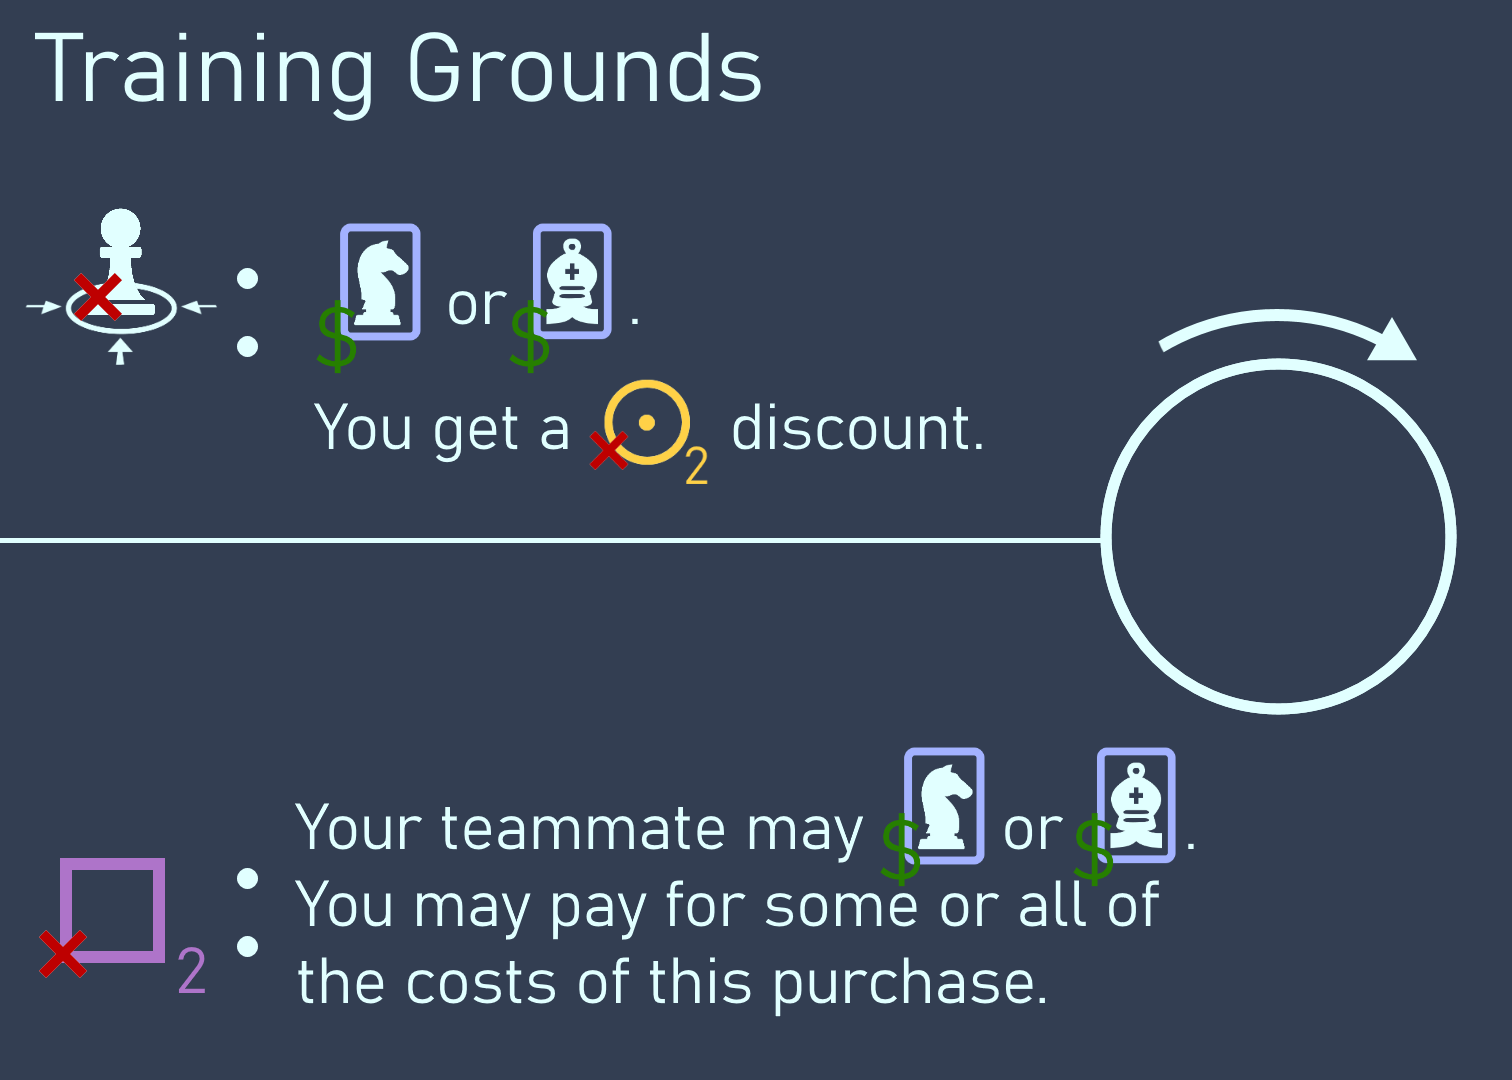 Training Grounds
: $ or $ .
You get a 2 discount.
Your teammate may $ or $ .
2 : You may pay for some or all of
the costs of this purchase.